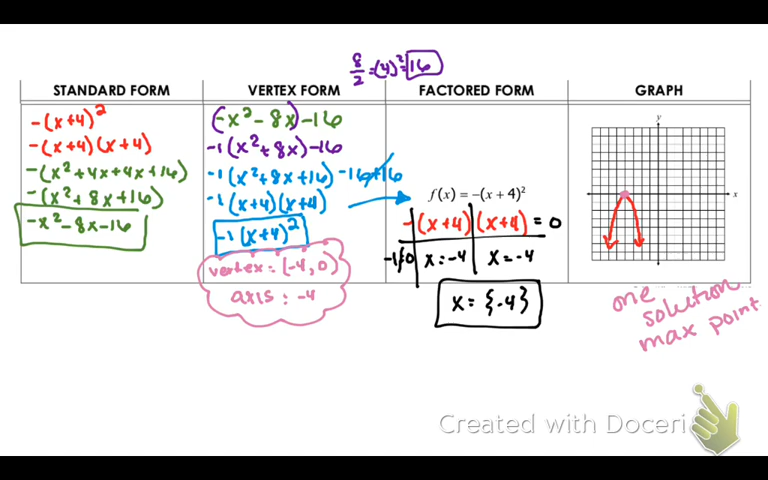 8/2 = (4)² = 16
STANDARD FORM
VERTEX FORM
FACTORED FORM
GRAPH
-(x+4)²
-(x+4)(x+4)
-(x²+4x+4x+16)
-(x²+8x+16)
-x²-8x-16
(-x²-8x)-16
-1(x²+8x)-16
-1(x²+8x+16)-16+16
-1(x+4)(x+4)
-1(x+4)²
vertex = (-4,0)
axis : -4
f(x) = -(x + 4)²
-(x+4)(x+4) = 0
-1≠0 x=-4 x=-4
x = {-4}
y
x
one
solution
max point
Created with Doceri